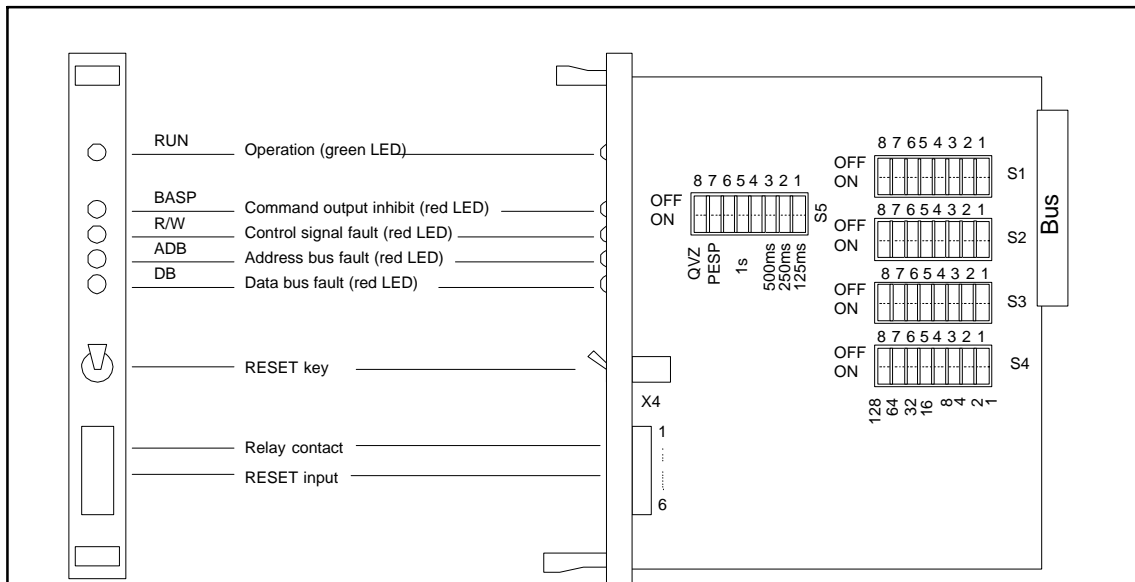 RUN
Operation (green LED)
BASP
Command output inhibit (red LED)
R/W
Control signal fault (red LED)
ADB
Address bus fault (red LED)
DB
Data bus fault (red LED)
RESET key
Relay contact
RESET input
X4
1
6
8 7 6 5 4 3 2 1
OFF
ON
S5
QVZ
PESP
1s
500ms
250ms
125ms
8 7 6 5 4 3 2 1
OFF
ON
S1
8 7 6 5 4 3 2 1
OFF
ON
S2
8 7 6 5 4 3 2 1
OFF
ON
S3
8 7 6 5 4 3 2 1
OFF
ON
S4
128 64 32 16 8 4 2 1
Bus